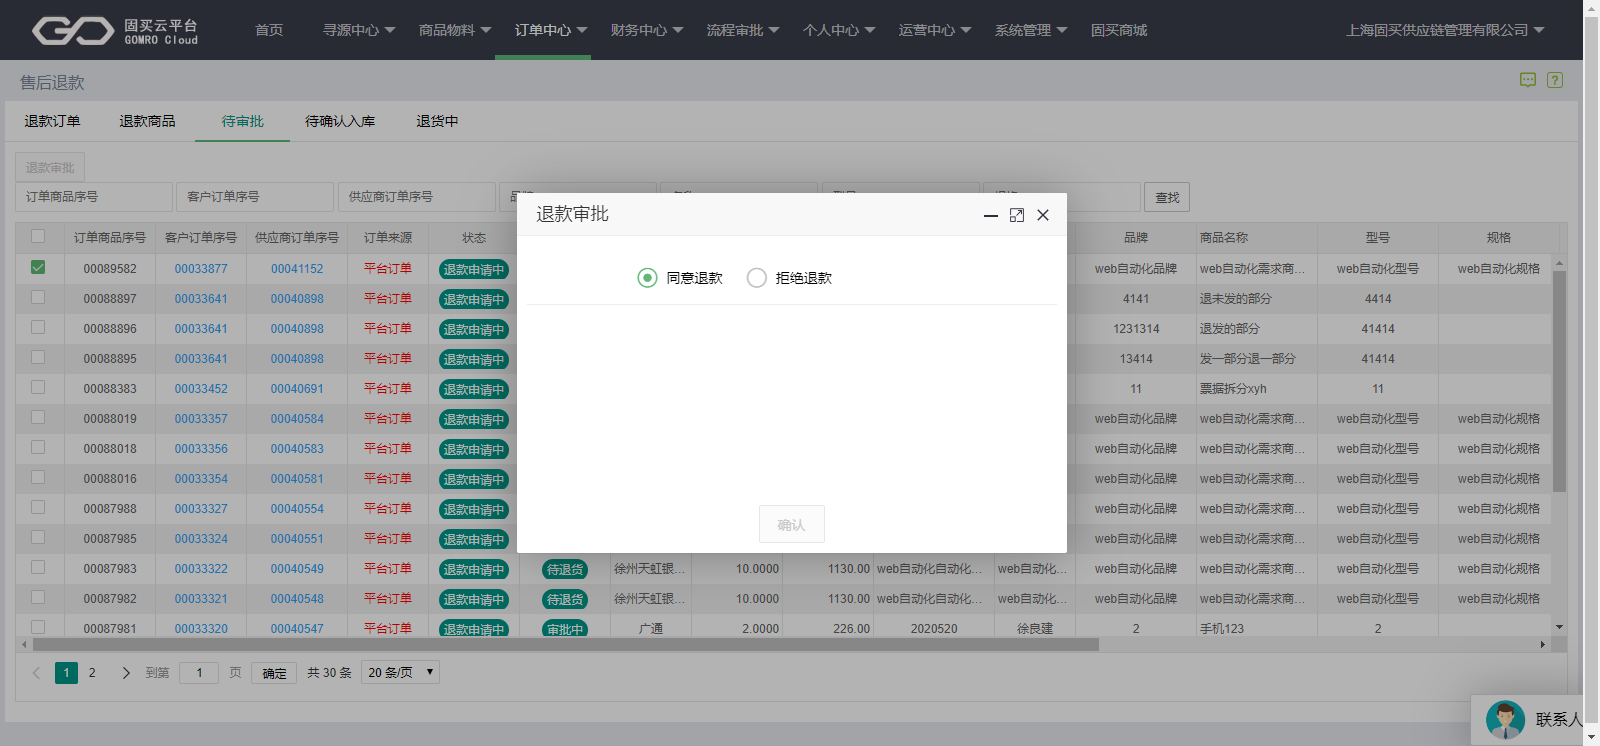 固买云平台
GOMRO Cloud
首页 寻源中心 商品物料 订单中心 财务中心 流程审批 个人中心 运营中心 系统管理 固买商城 上海固买供应链管理有限公司
售后退款
退款订单 退款商品 待审批 待确认入库 退货中
退款审批
订单商品序号 客户订单序号 供应商订单序号 查找
退款审批
订单商品序号 客户订单序号 供应商订单序号 订单来源 状态 品牌 商品名称 型号 规格
00089582 00033877 00041152 平台订单 退款申请中 web自动化品牌 web自动化需求商... web自动化型号 web自动化规格
同意退款 拒绝退款
00088897 00033641 00040898 平台订单 退款申请中 4141 退未发的部分 4414
00088896 00033641 00040898 平台订单 退款申请中 1231314 退发的部分 41414
00088895 00033641 00040898 平台订单 退款申请中 13414 发一部分退一部分 41414
00088383 00033452 00040691 平台订单 退款申请中 11 票据拆分xyh 11
00088019 00033357 00040584 平台订单 退款申请中 web自动化品牌 web自动化需求商... web自动化型号 web自动化规格
00088018 00033356 00040583 平台订单 退款申请中 web自动化品牌 web自动化需求商... web自动化型号 web自动化规格
00088016 00033354 00040581 平台订单 退款申请中 web自动化品牌 web自动化需求商... web自动化型号 web自动化规格
00087988 00033327 00040554 平台订单 退款申请中 web自动化品牌 web自动化需求商... web自动化型号 web自动化规格
确认
00087985 00033324 00040551 平台订单 退款申请中 web自动化品牌 web自动化需求商... web自动化型号 web自动化规格
00087983 00033322 00040549 平台订单 退款申请中 待退货 徐州天虹银... 10.0000 1130.00 web自动化自动化... web自动化... web自动化品牌 web自动化需求商... web自动化型号 web自动化规格
00087982 00033321 00040548 平台订单 退款申请中 待退货 徐州天虹银... 10.0000 1130.00 web自动化自动化... web自动化... web自动化品牌 web自动化需求商... web自动化型号 web自动化规格
00087981 00033320 00040547 平台订单 退款申请中 审批中 广通 2.0000 226.00 2020520 徐良建 2 手机123 2
1 2 到第 1 页 确定 共 30 条 20 条/页
联系人